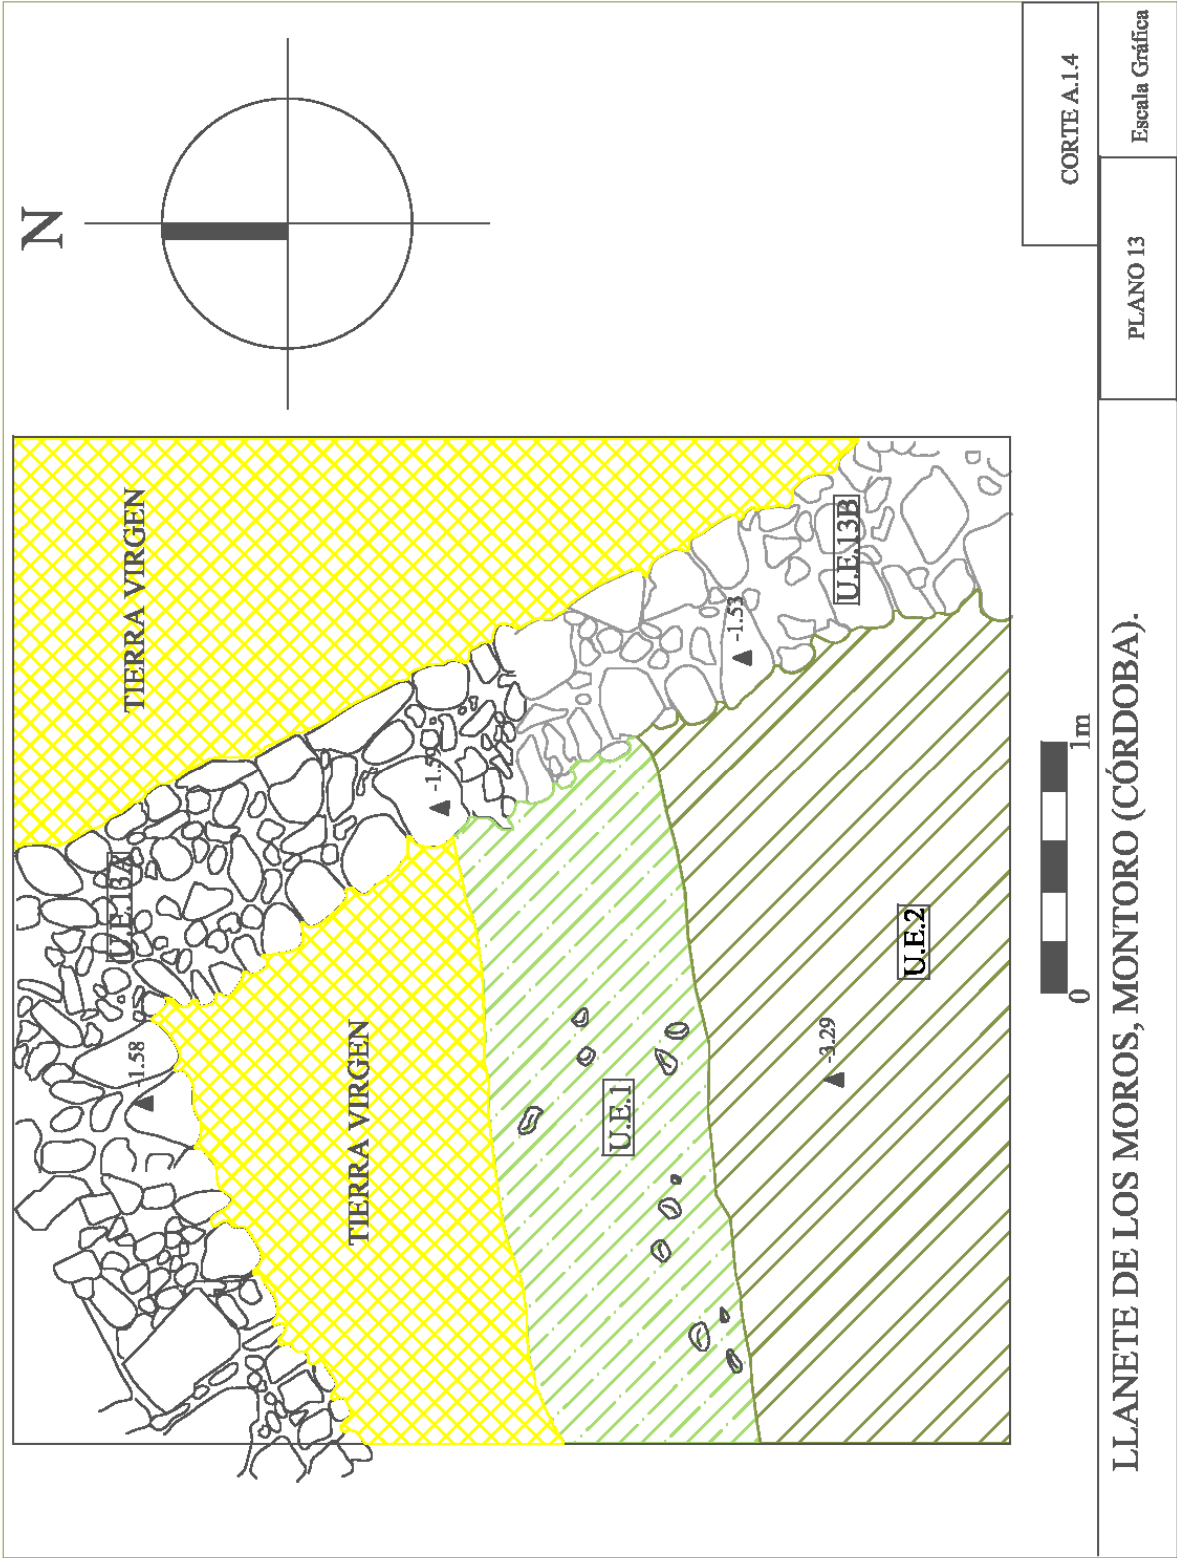 N
TIERRA VIRGEN
U.E.13A
-1.58
TIERRA VIRGEN
U.E.13B
-1.53
U.E.1
U.E.2
-3.29
0
1m
CORTE A.1.4
LLANETE DE LOS MOROS, MONTORO (CÓRDOBA).
PLANO 13
Escala Gráfica